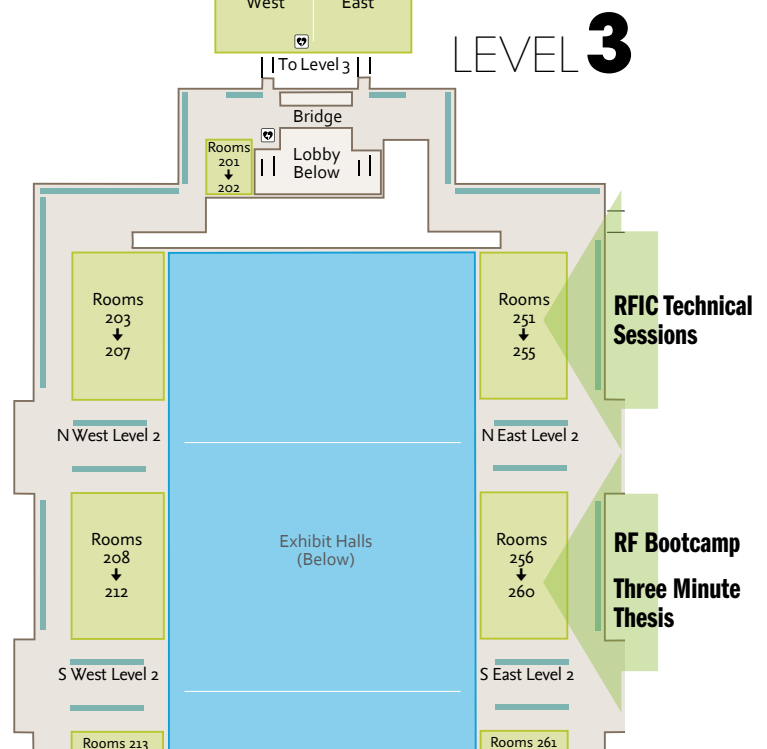 West
East
LEVEL 3
To Level 3
Bridge
Rooms
201
202
Lobby
Below
Rooms
203
207
Rooms
251
255
RFIC Technical
Sessions
N West Level 2
N East Level 2
Exhibit Halls
(Below)
Rooms
208
212
Rooms
256
260
RF Bootcamp
Three Minute
Thesis
S West Level 2
S East Level 2
Rooms 213
Rooms 261